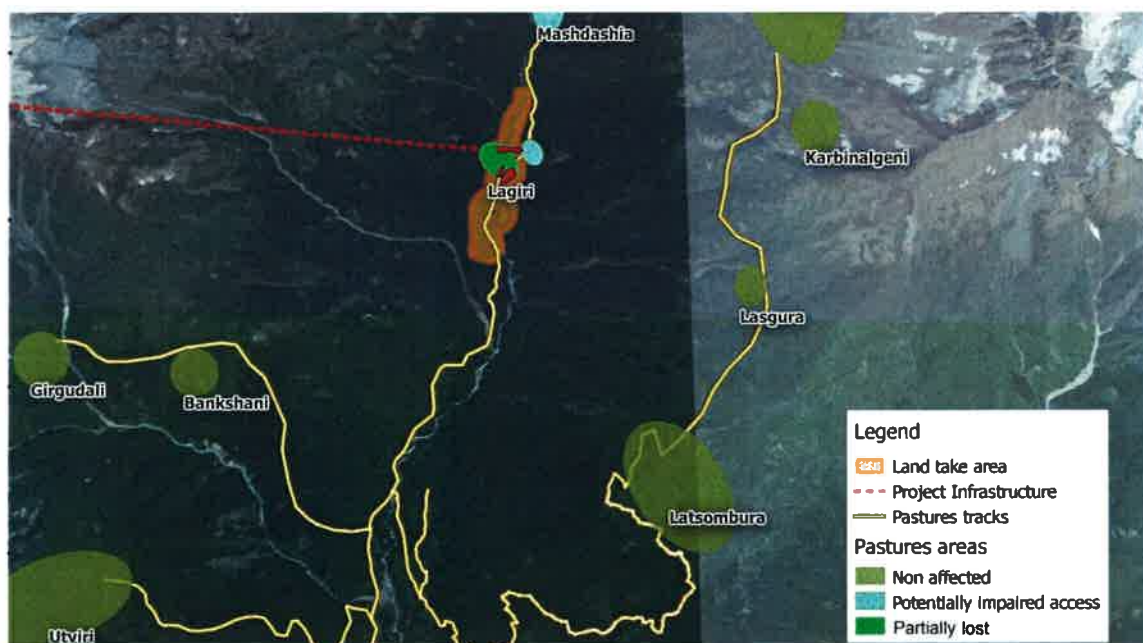 Mashdashia
Karbinalgeni
Lagiri
Lasgura
Girgudali
Bankshani
Latsombura
Utviri
Legend
Land take area
Project Infrastructure
Pastures tracks
Pastures areas
Non affected
Potentially impaired access
Partially lost